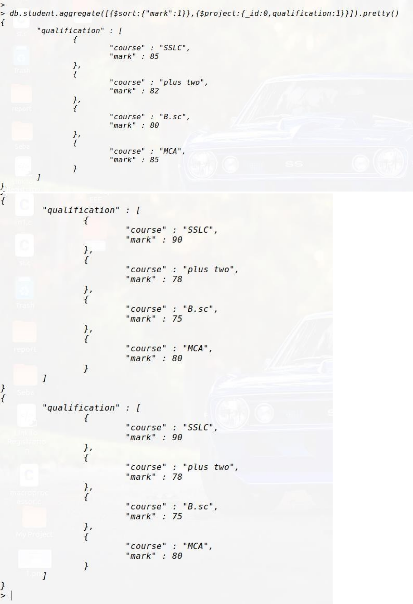 >
> db.student.aggregate([{$sort:{"mark":1}},{$project:{_id:0,qualification:1}}]).pretty()
{
"qualification" : [
{
"course" : "SSLC",
"mark" : 85
},
{
"course" : "plus two",
"mark" : 82
},
{
"course" : "B.sc",
"mark" : 80
},
{
"course" : "MCA",
"mark" : 85
}
]
}
{
"qualification" : [
{
"course" : "SSLC",
"mark" : 90
},
{
"course" : "plus two",
"mark" : 78
},
{
"course" : "B.sc",
"mark" : 75
},
{
"course" : "MCA",
"mark" : 80
}
]
}
{
"qualification" : [
{
"course" : "SSLC",
"mark" : 90
},
{
"course" : "plus two",
"mark" : 78
},
{
"course" : "B.sc",
"mark" : 75
},
{
"course" : "MCA",
"mark" : 80
}
]
}
>